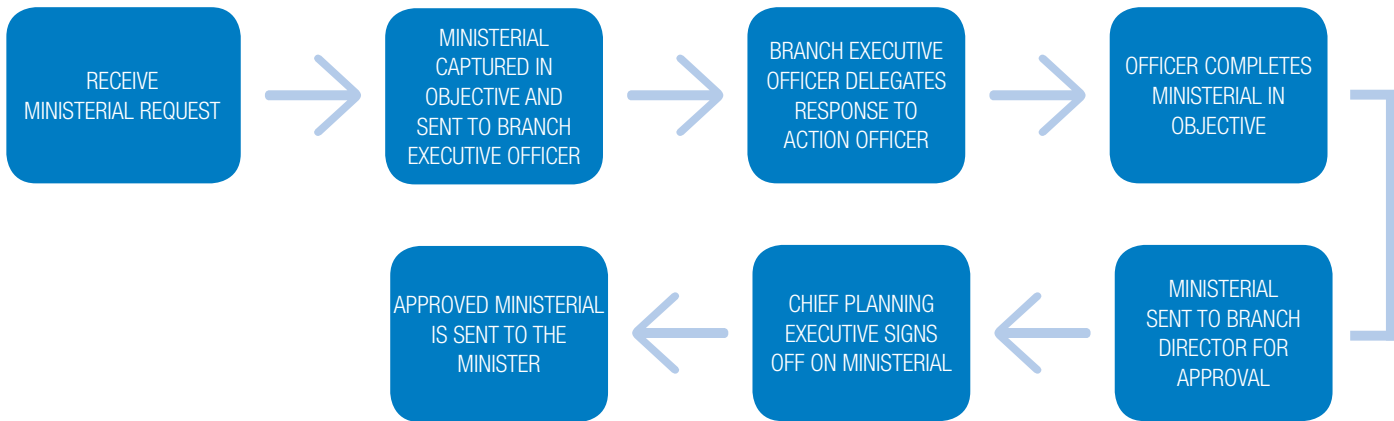 RECEIVE
MINISTERIAL REQUEST
MINISTERIAL
CAPTURED IN
OBJECTIVE AND
SENT TO BRANCH
EXECUTIVE OFFICER
BRANCH EXECUTIVE
OFFICER DELEGATES
RESPONSE TO
ACTION OFFICER
OFFICER COMPLETES
MINISTERIAL IN
OBJECTIVE
MINISTERIAL
SENT TO BRANCH
DIRECTOR FOR
APPROVAL
CHIEF PLANNING
EXECUTIVE SIGNS
OFF ON MINISTERIAL
APPROVED MINISTERIAL
IS SENT TO THE
MINISTER